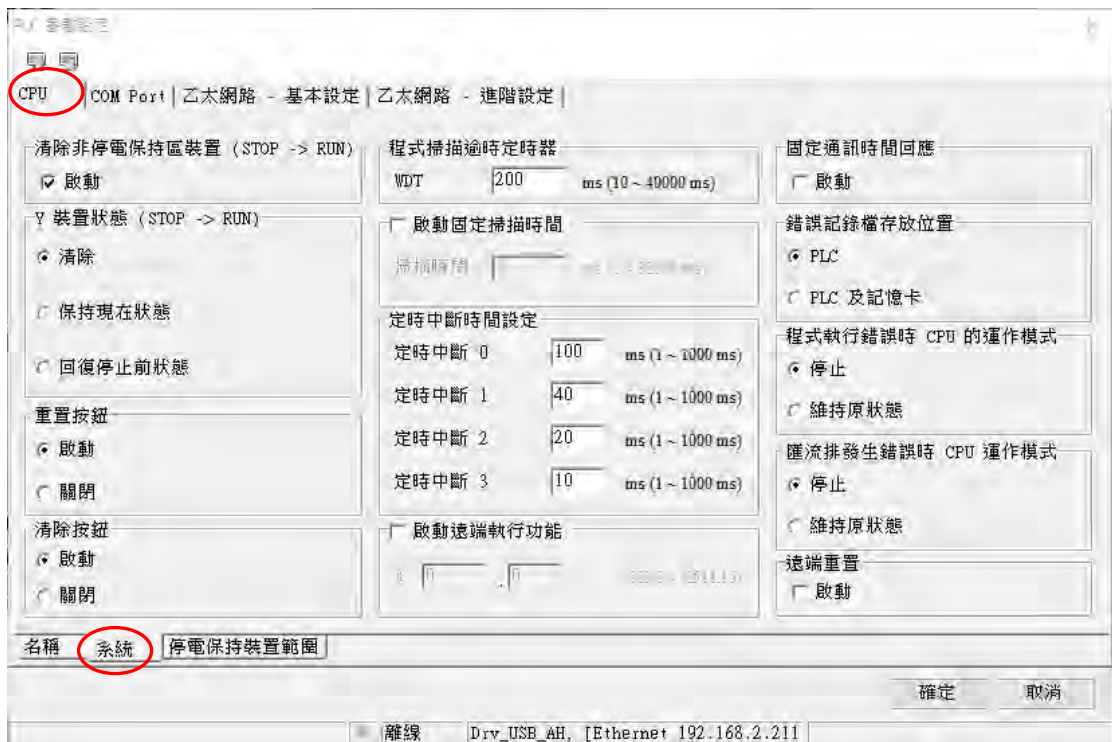 PLC 參數設定
CPU COM Port 乙太網路 - 基本設定 乙太網路 - 進階設定
清除非停電保持區裝置 (STOP -> RUN)
啟動
Y 裝置狀態 (STOP -> RUN)
清除
保持現在狀態
回復停止前狀態
重置按鈕
啟動
關閉
清除按鈕
啟動
關閉
程式掃描逾時定時器
WDT 200 ms (10 ~ 40000 ms)
啟動固定掃描時間
掃描時間
定時中斷時間設定
定時中斷 0 100 ms (1 ~ 1000 ms)
定時中斷 1 40 ms (1 ~ 1000 ms)
定時中斷 2 20 ms (1 ~ 1000 ms)
定時中斷 3 10 ms (1 ~ 1000 ms)
啟動遠端執行功能
固定通訊時間回應
啟動
錯誤記錄檔存放位置
PLC
PLC 及記憶卡
程式執行錯誤時 CPU 的運作模式
停止
維持原狀態
匯流排發生錯誤時 CPU 運作模式
停止
維持原狀態
遠端重置
啟動
名稱 系統 停電保持裝置範圍
確定 取消
離線 Drv_USB_AH, [Ethernet 192.168.2.211